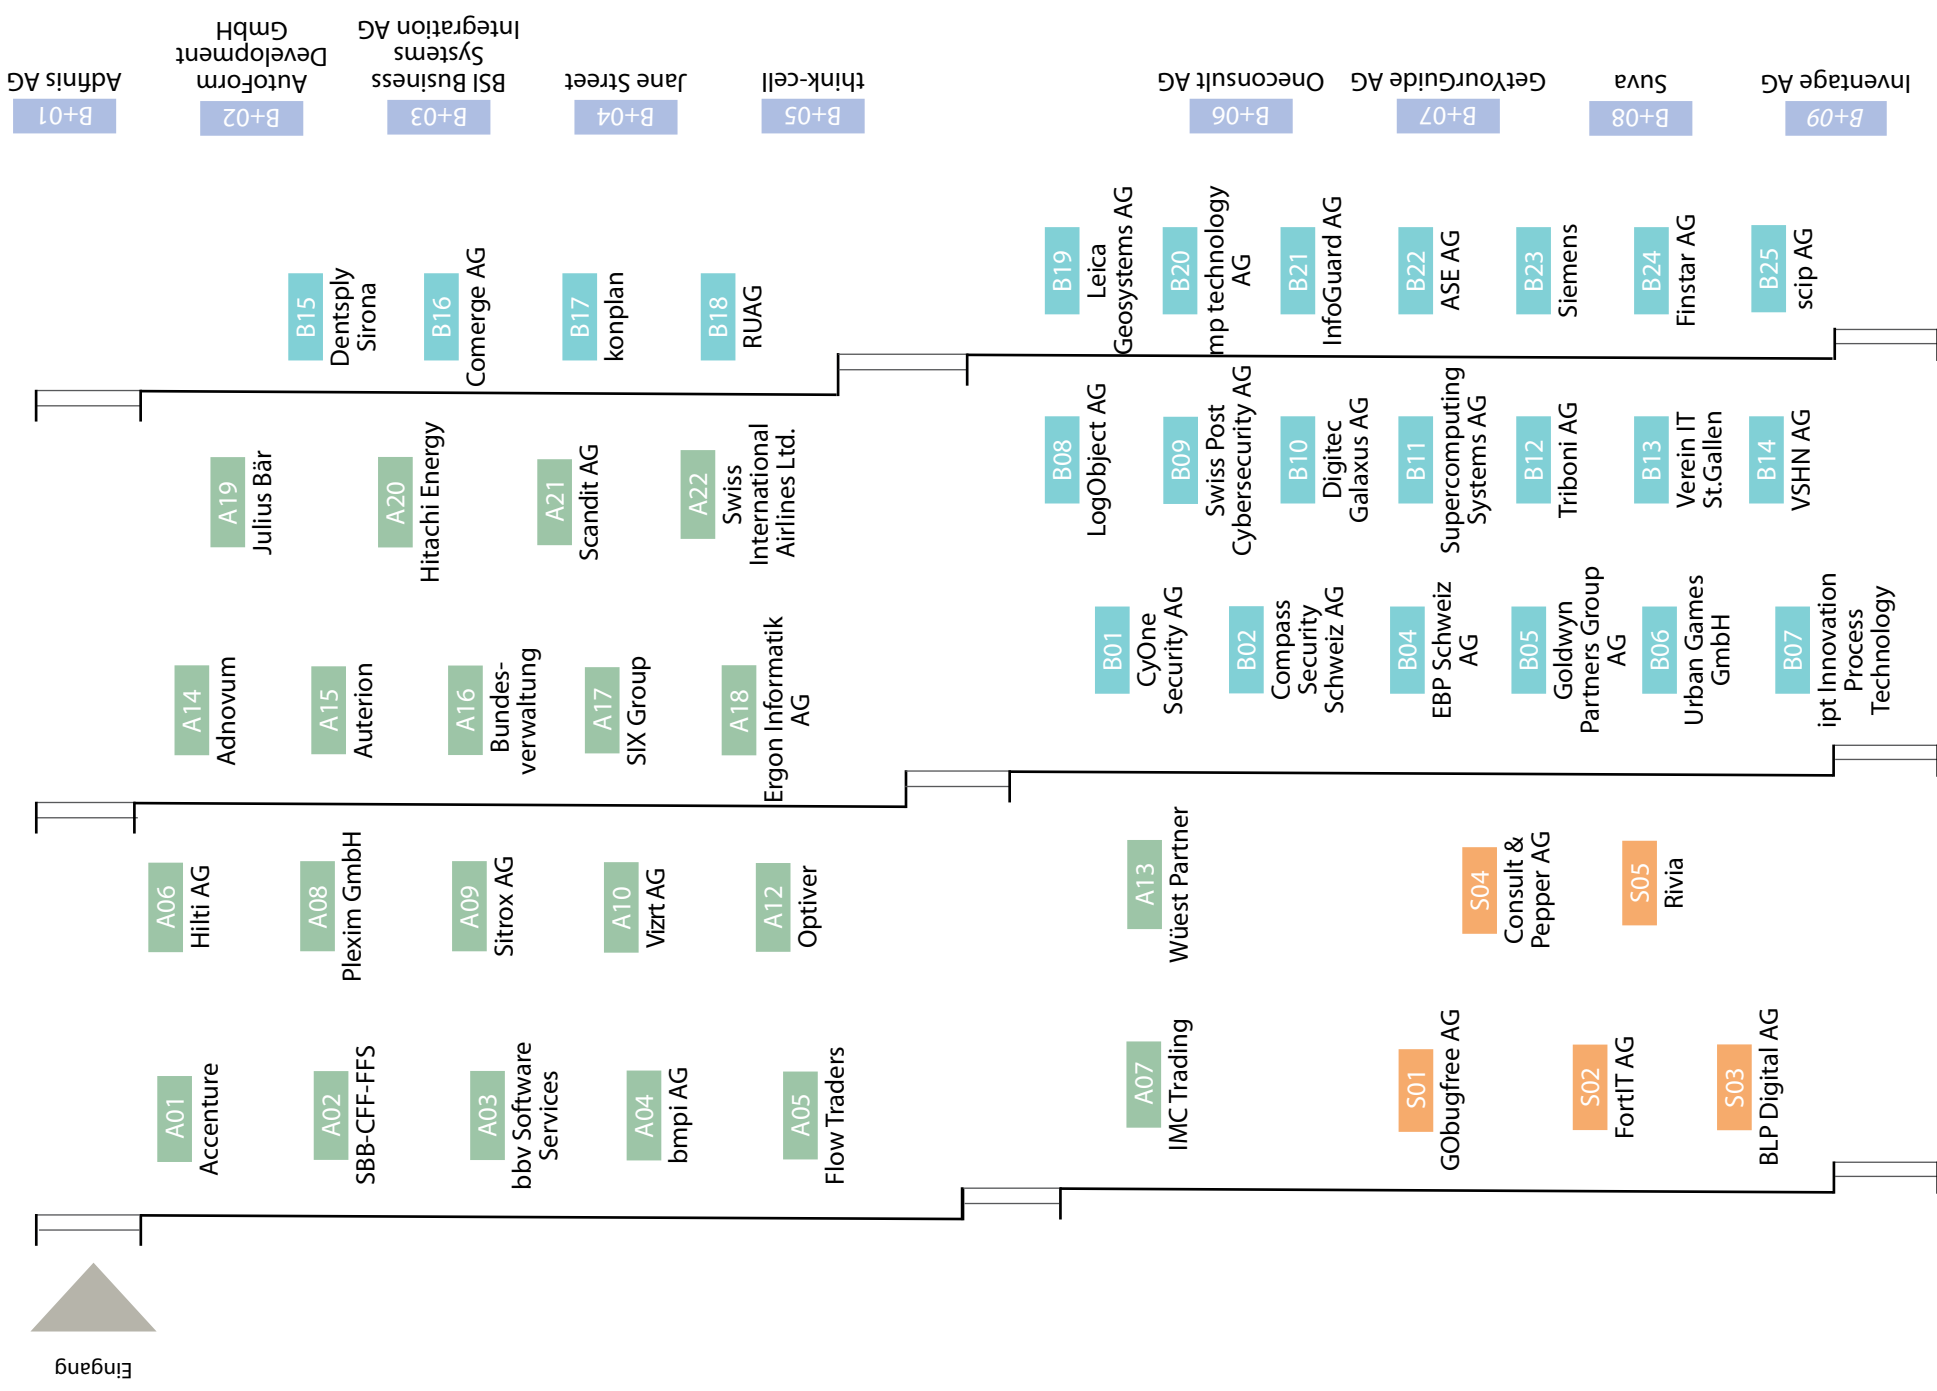 B+01
Adfinis AG
B+02
AutoForm
Development
GmbH
B+03
BSI Business
Systems
Integration AG
B+04
Jane Street
B+05
think-cell
B+06
Oneconsult AG
B+07
GetYourGuide AG
B+08
Suva
B+09
Inventage AG
B15
Dentsply
Sirona
B16
Comerge AG
B17
konplan
B18
RUAG
B19
Leica
Geosystems AG
B20
mp technology
AG
B21
InfoGuard AG
B22
ASE AG
B23
Siemens
B24
Finstar AG
B25
scip AG
A19
Julius Bär
A20
Hitachi Energy
A21
Scandit AG
A22
Swiss
International
Airlines Ltd.
B08
LogObject AG
B09
Swiss Post
Cybersecurity AG
B10
Digitec
Galaxus AG
B11
Supercomputing
Systems AG
B12
Triboni AG
B13
Verein IT
St.Gallen
B14
VSHN AG
A14
Adnovum
A15
Auterion
A16
Bundes-
verwaltung
A17
SIX Group
A18
Ergon Informatik
AG
B01
CyOne
Security AG
B02
Compass
Security
Schweiz AG
B04
EBP Schweiz
AG
B05
Goldwyn
Partners Group
AG
B06
Urban Games
GmbH
B07
ipt Innovation
Process
Technology
A06
Hilti AG
A08
Plexim GmbH
A09
Sitrox AG
A10
Vizrt AG
A12
Optiver
A13
Wüest Partner
S04
Consult &
Pepper AG
S05
Rivia
A01
Accenture
A02
SBB-CFF-FFS
A03
bbv Software
Services
A04
bmpi AG
A05
Flow Traders
A07
IMC Trading
S01
GObugfree AG
S02
FortIT AG
S03
BLP Digital AG
Eingang